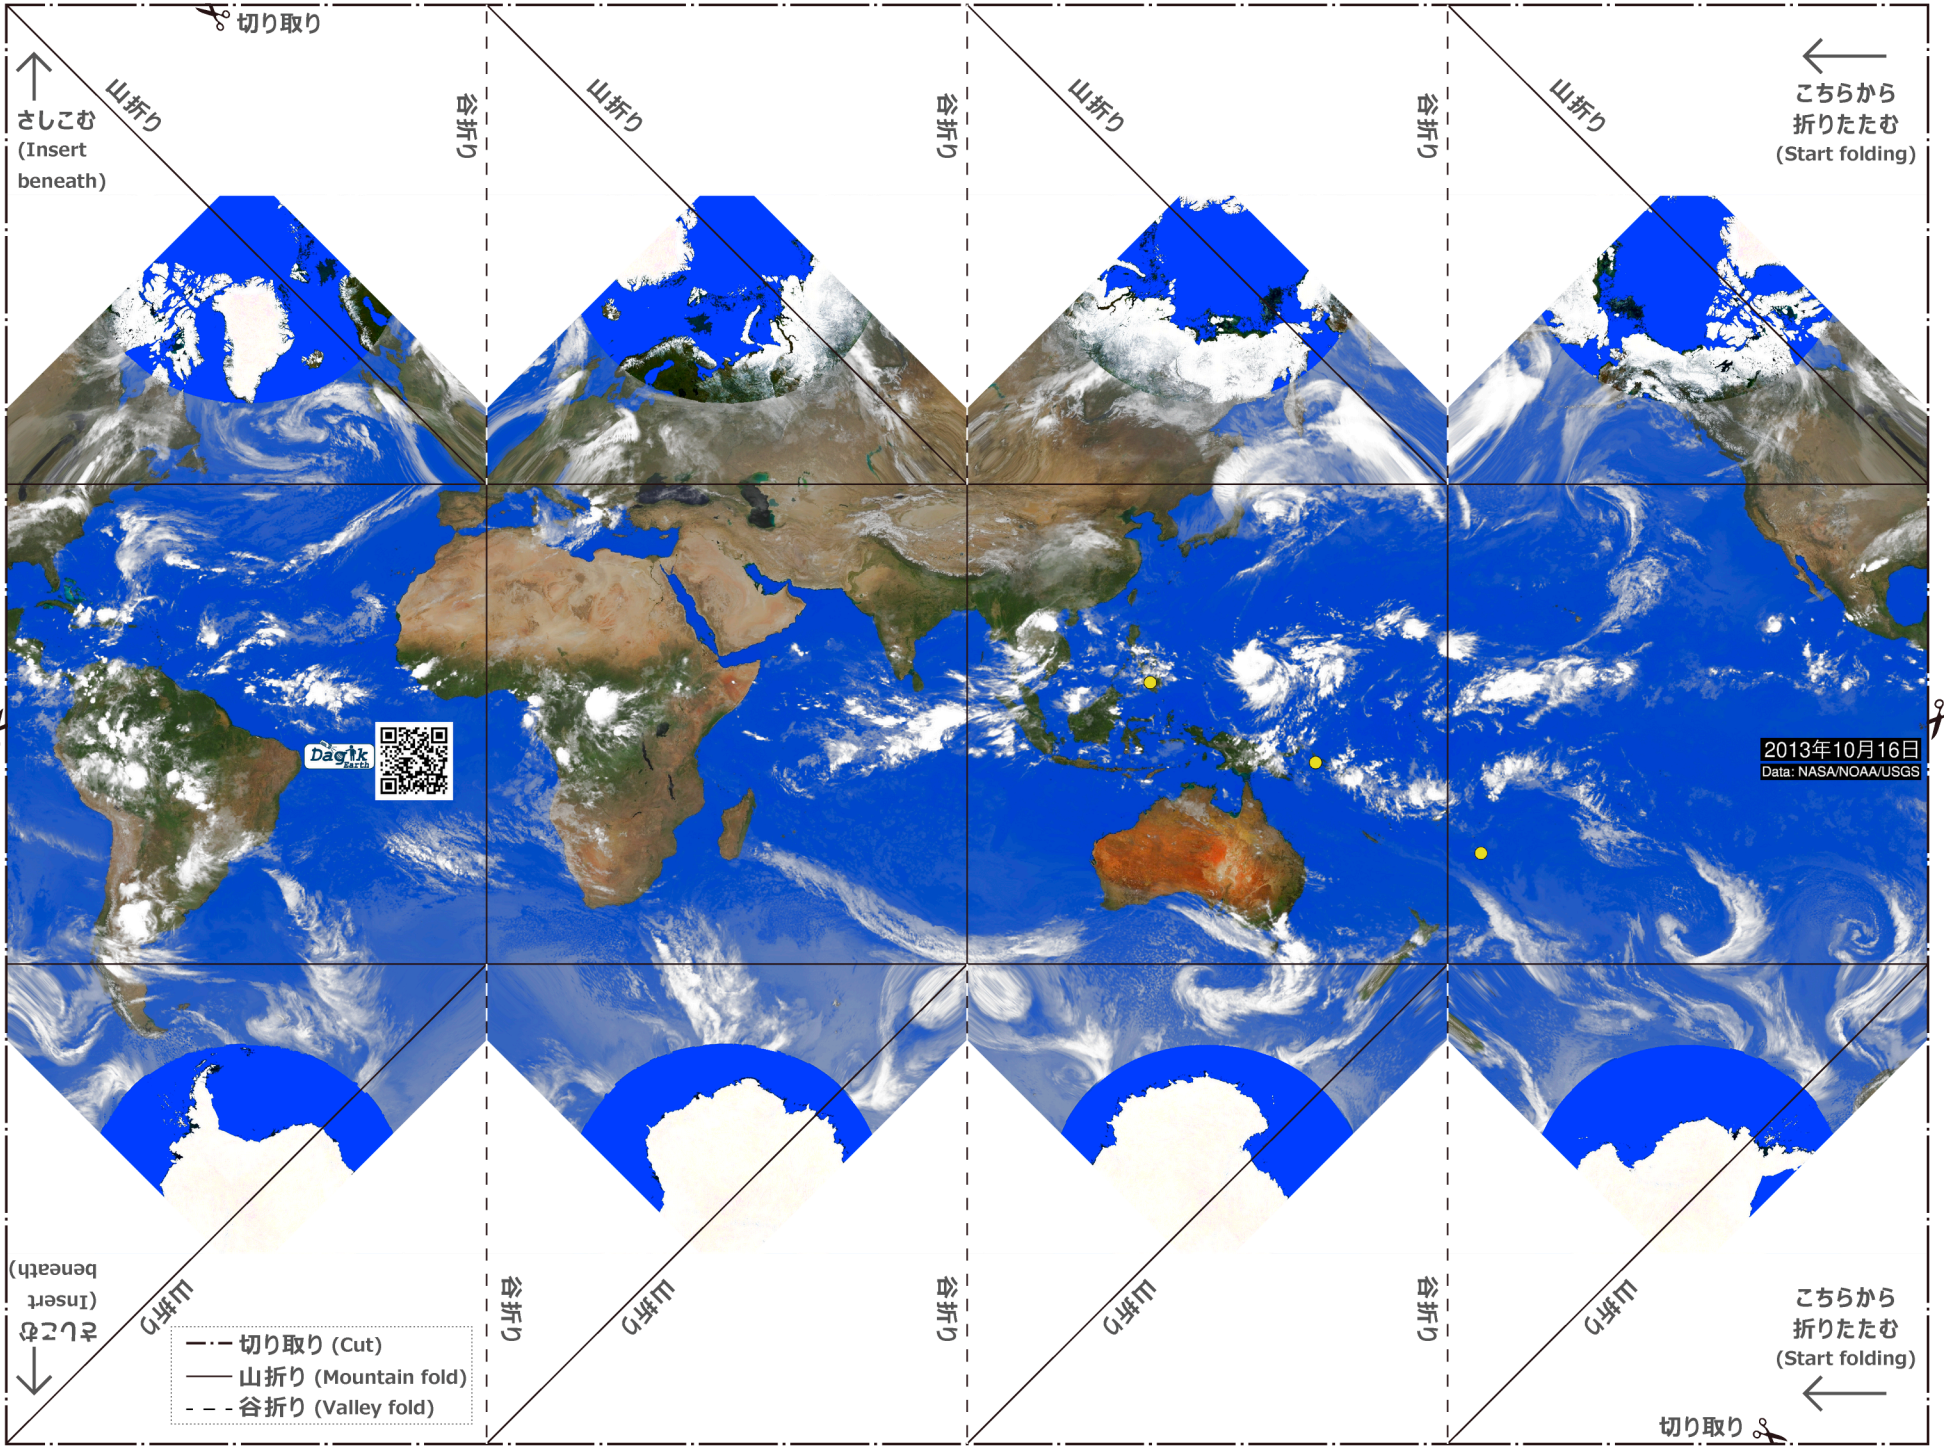 切り取り
山折り
谷折り
山折り
谷折り
山折り
谷折り
山折り
さしこむ
(Insert
beneath)
こちらから
折りたたむ
(Start folding)
Dagik
Earth
2013年10月16日
Data: NASA/NOAA/USGS
さしこむ
(Insert
beneath)
山折り
谷折り
山折り
谷折り
山折り
谷折り
山折り
こちらから
折りたたむ
(Start folding)
切り取り (Cut)
山折り (Mountain fold)
谷折り (Valley fold)
切り取り